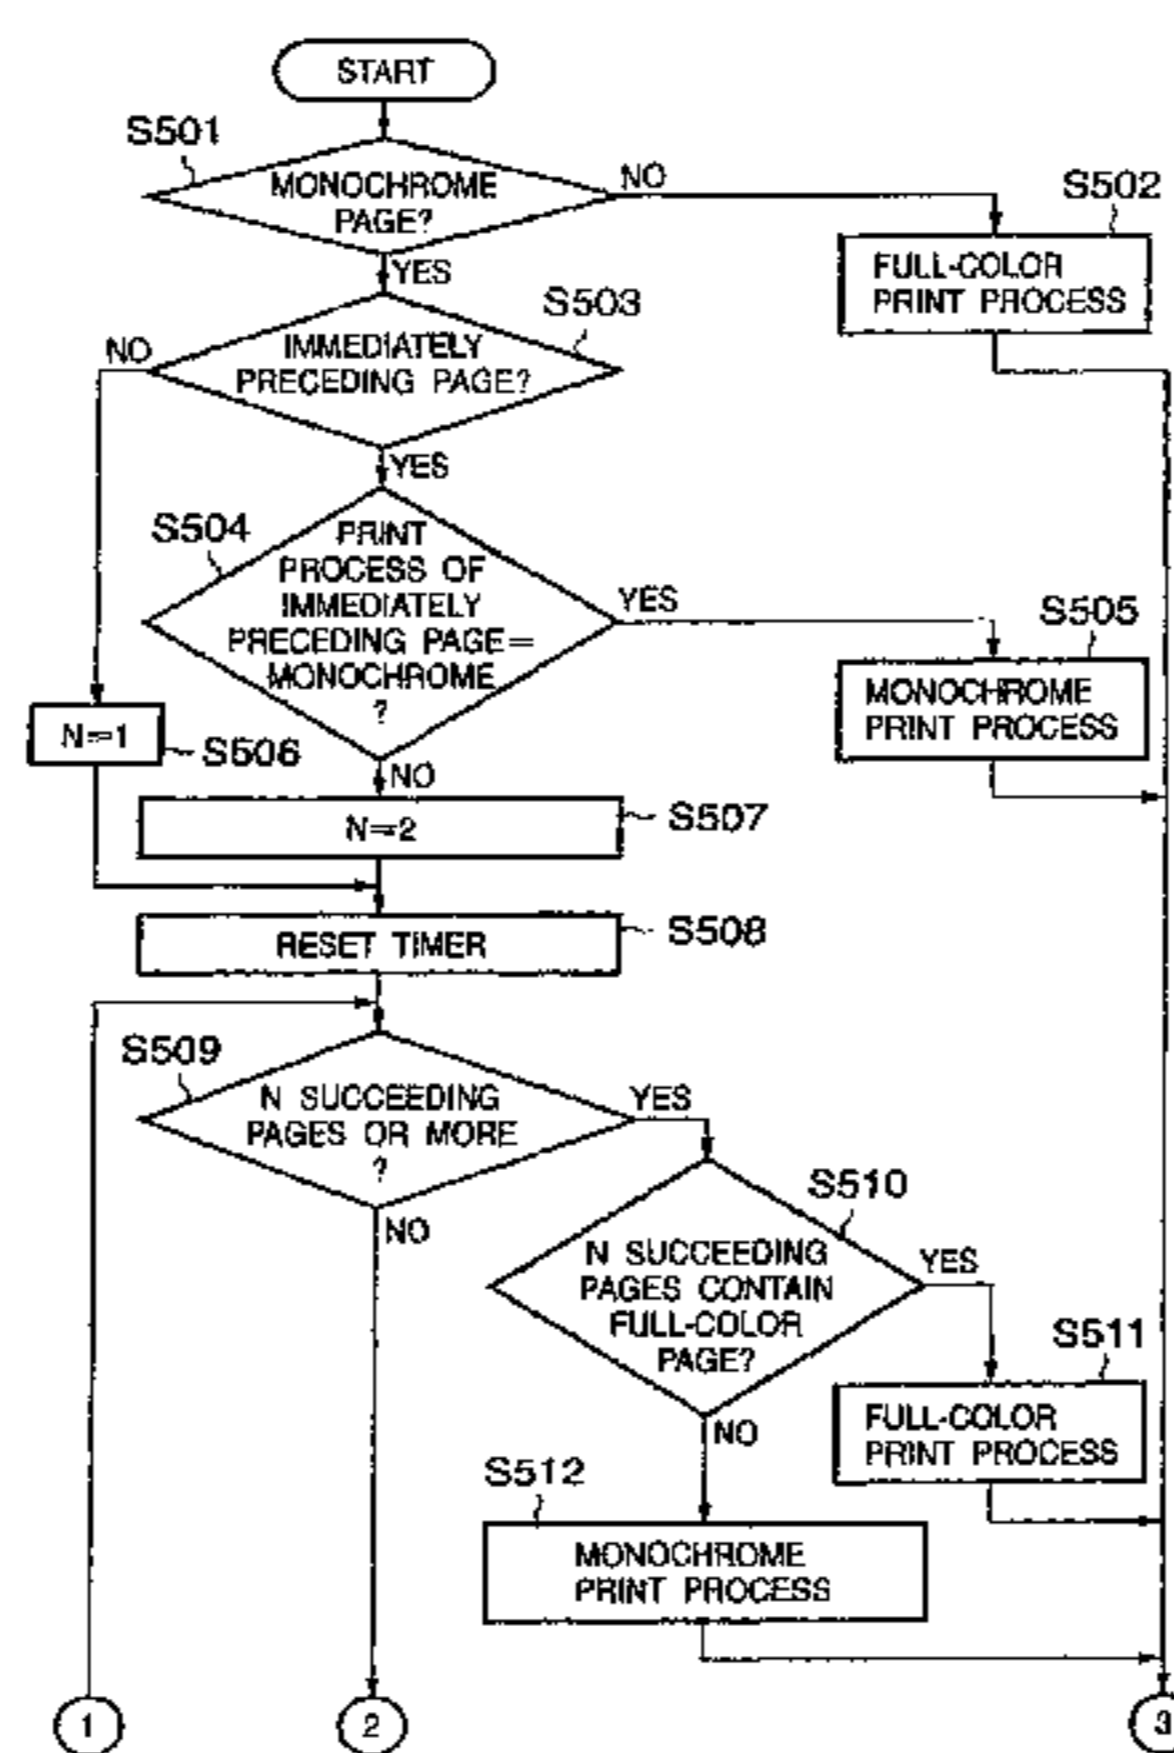 START
S501
MONOCHROME
PAGE?
NO
S502
FULL-COLOR
PRINT PROCESS
YES
S503
IMMEDIATELY
PRECEDING PAGE?
NO
YES
S504
PRINT
PROCESS OF
IMMEDIATELY
PRECEDING PAGE=
MONOCHROME
?
YES
S505
MONOCHROME
PRINT PROCESS
N=1
S506
NO
N=2
S507
RESET TIMER
S508
S509
N SUCCEEDING
PAGES OR MORE
?
YES
NO
S510
N SUCCEEDING
PAGES CONTAIN
FULL-COLOR
PAGE?
YES
S511
FULL-COLOR
PRINT PROCESS
NO
S512
MONOCHROME
PRINT PROCESS
1
2
3